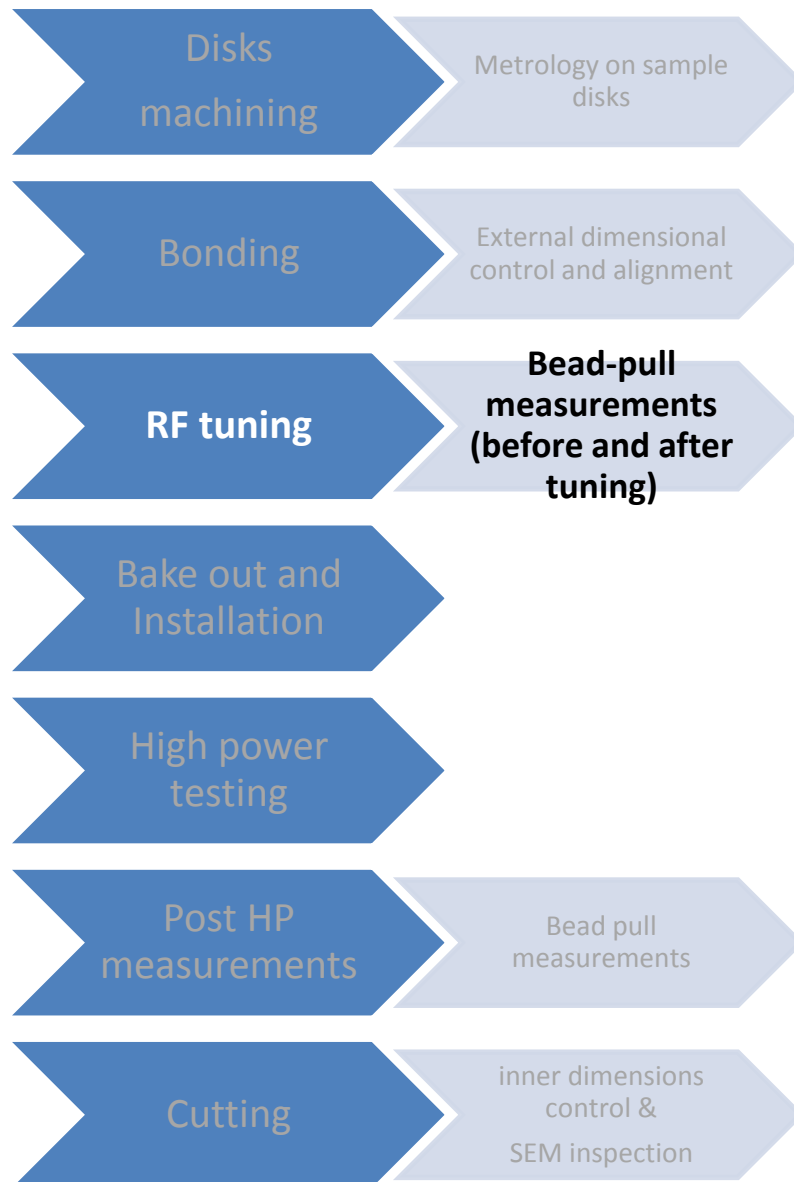 Disks
machining
Metrology on sample
disks
Bonding
External dimensional
control and alignment
RF tuning
Bead-pull
measurements
(before and after
tuning)
Bake out and
Installation
High power
testing
Post HP
measurements
Bead pull
measurements
Cutting
inner dimensions
control &
SEM inspection